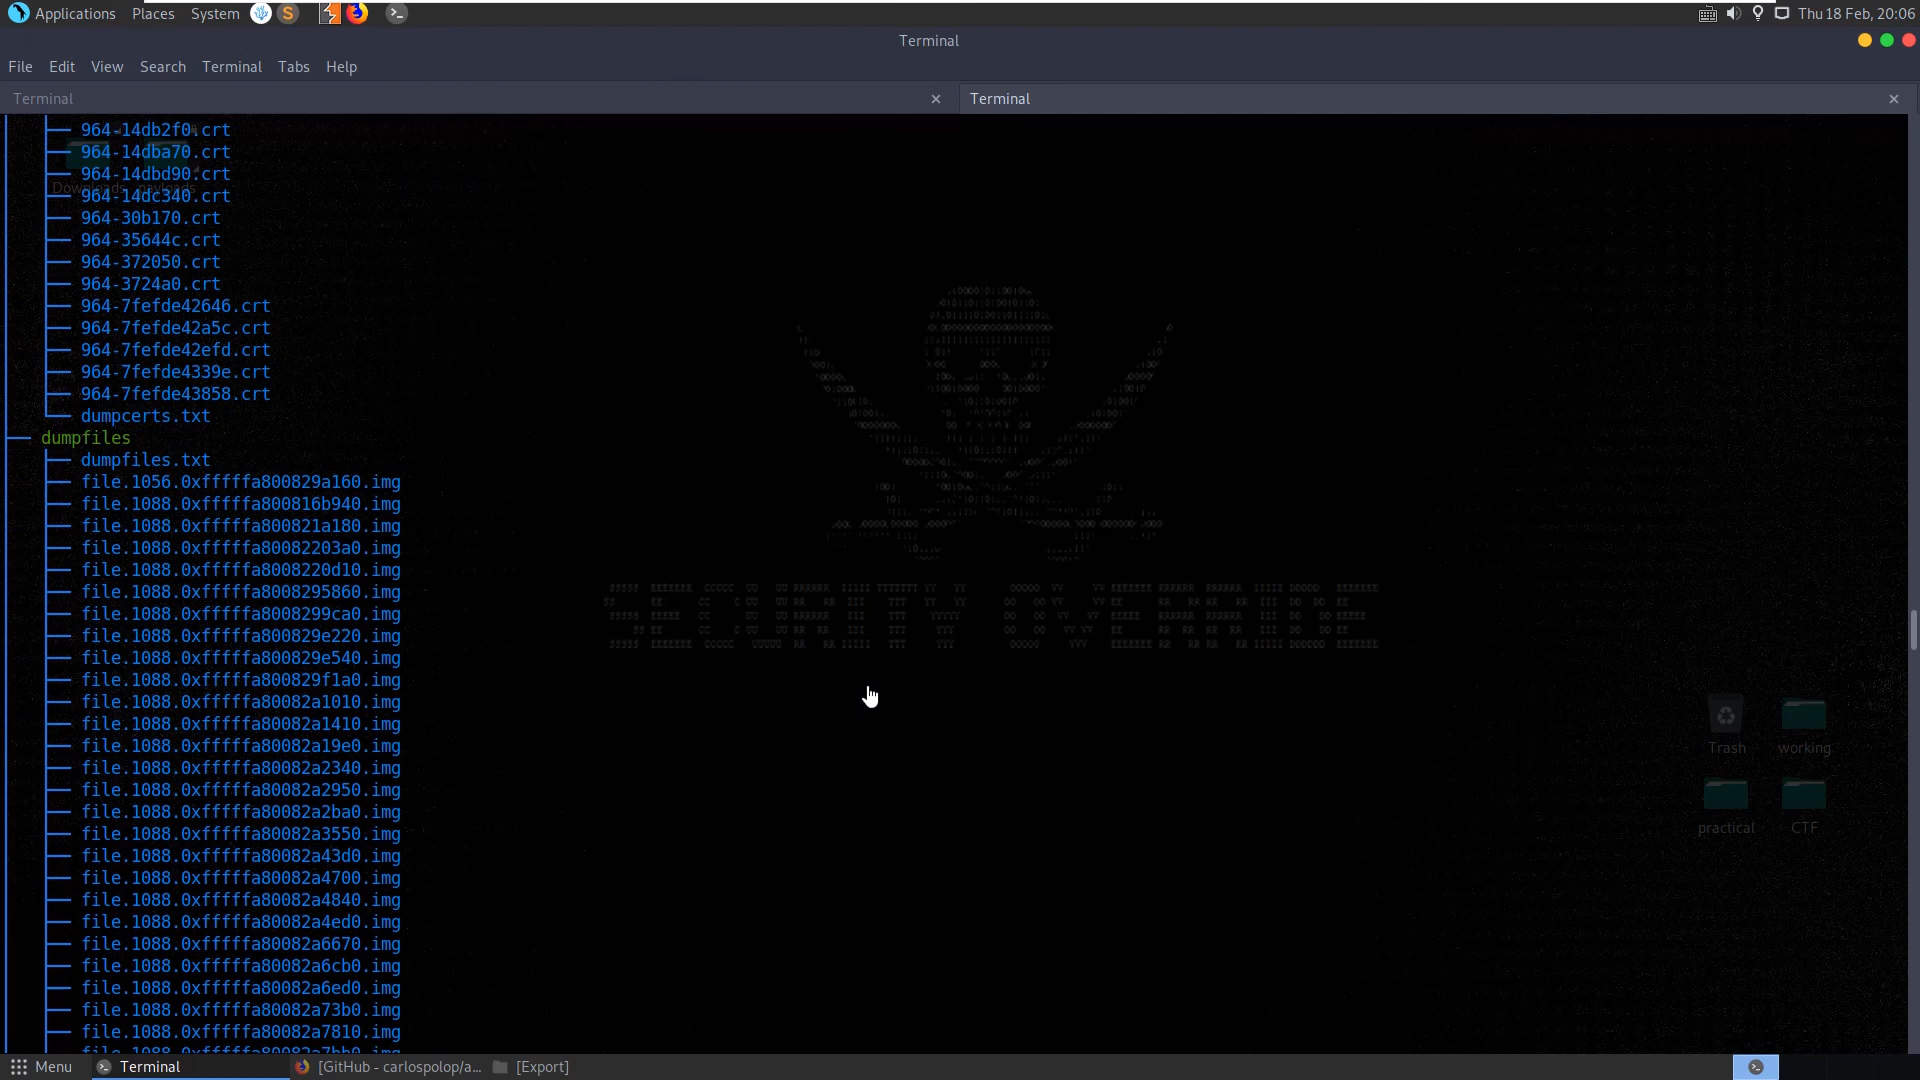 Applications Places System Thu 18 Feb, 20:06
Terminal
File Edit View Search Terminal Tabs Help
Terminal × Terminal ×
964-14db2f0.crt
964-14dba70.crt
964-14dbd90.crt
Downloads payloads
964-14dc340.crt
964-30b170.crt
964-35644c.crt
964-372050.crt
964-3724a0.crt
964-7fefde42646.crt
964-7fefde42a5c.crt
964-7fefde42efd.crt
964-7fefde4339e.crt
964-7fefde43858.crt
dumpcerts.txt
dumpfiles
dumpfiles.txt
file.1056.0xfffffa800829a160.img
file.1088.0xfffffa800816b940.img
file.1088.0xfffffa800821a180.img
file.1088.0xfffffa80082203a0.img
file.1088.0xfffffa8008220d10.img
file.1088.0xfffffa8008295860.img
file.1088.0xfffffa8008299ca0.img
file.1088.0xfffffa800829e220.img
file.1088.0xfffffa800829e540.img
file.1088.0xfffffa800829f1a0.img
file.1088.0xfffffa80082a1010.img
file.1088.0xfffffa80082a1410.img
file.1088.0xfffffa80082a19e0.img
file.1088.0xfffffa80082a2340.img
file.1088.0xfffffa80082a2950.img
file.1088.0xfffffa80082a2ba0.img
file.1088.0xfffffa80082a3550.img
file.1088.0xfffffa80082a43d0.img
file.1088.0xfffffa80082a4700.img
file.1088.0xfffffa80082a4840.img
file.1088.0xfffffa80082a4ed0.img
file.1088.0xfffffa80082a6670.img
file.1088.0xfffffa80082a6cb0.img
file.1088.0xfffffa80082a6ed0.img
file.1088.0xfffffa80082a73b0.img
file.1088.0xfffffa80082a7810.img
SECURITY OVERRIDE
Trash working
practical CTF
Menu Terminal [GitHub - carlospolop/a... [Export]